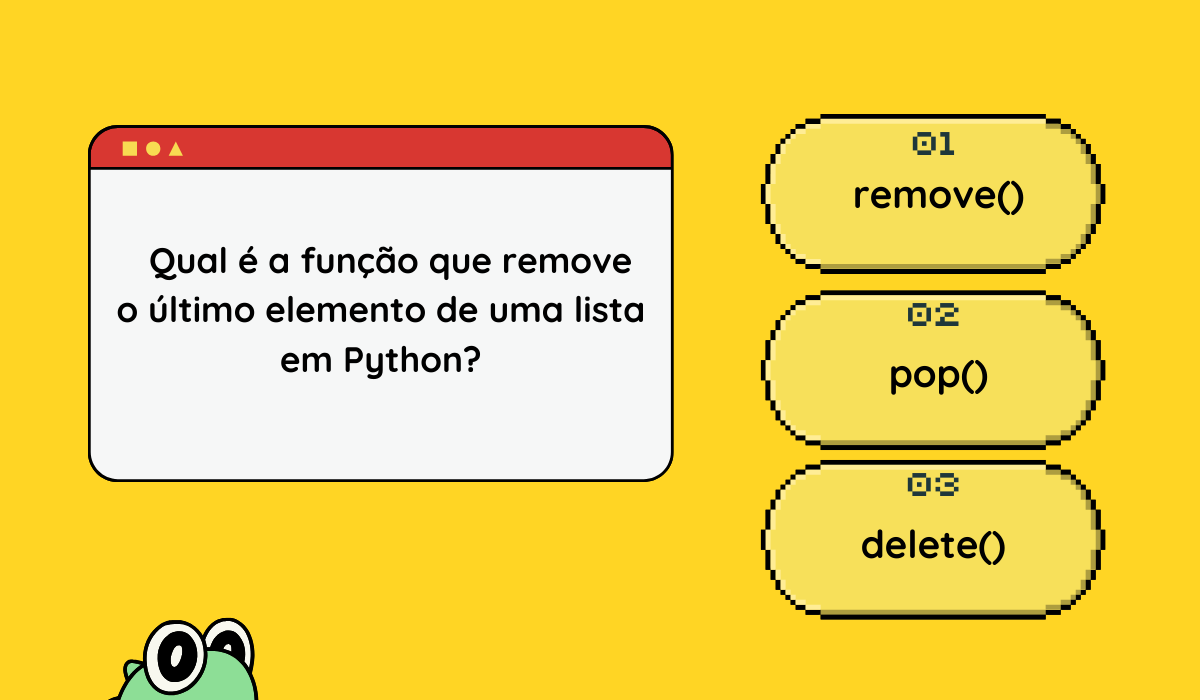 Qual é a função que remove
o último elemento de uma lista
em Python?
01
remove()
02
pop()
03
delete()